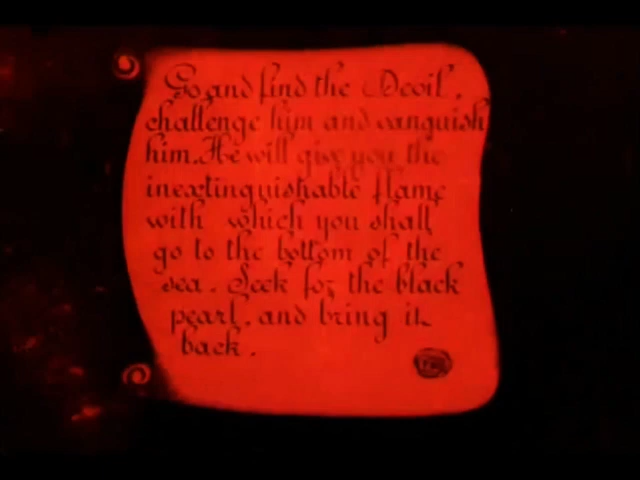 Go and find the Devil,
challenge him and vanquish
him. He will give you the
inextinguishable flame
with which you shall
go to the bottom of the
sea. Seek for the black
pearl, and bring it
back.